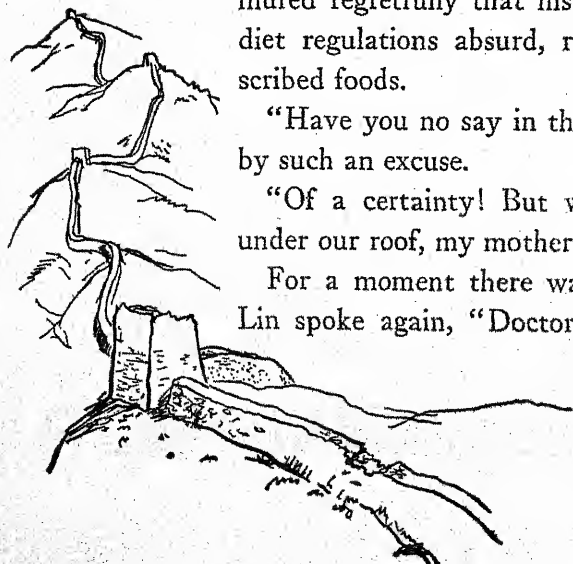 regretfully that his
diet regulations absurd, r
scribed foods.
"Have you no say in th
by such an excuse.
"Of a certainty! But w
under our roof, my mother
For a moment there wa
Lin spoke again, "Doctor